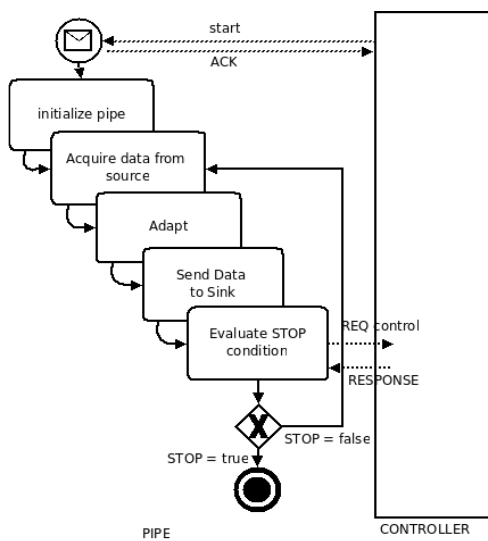 start
ACK
initialize pipe
Acquire data from
source
Adapt
Send Data
to Sink
Evaluate STOP
condition
REQ control
RESPONSE
X
STOP = false
STOP = true
PIPE
CONTROLLER